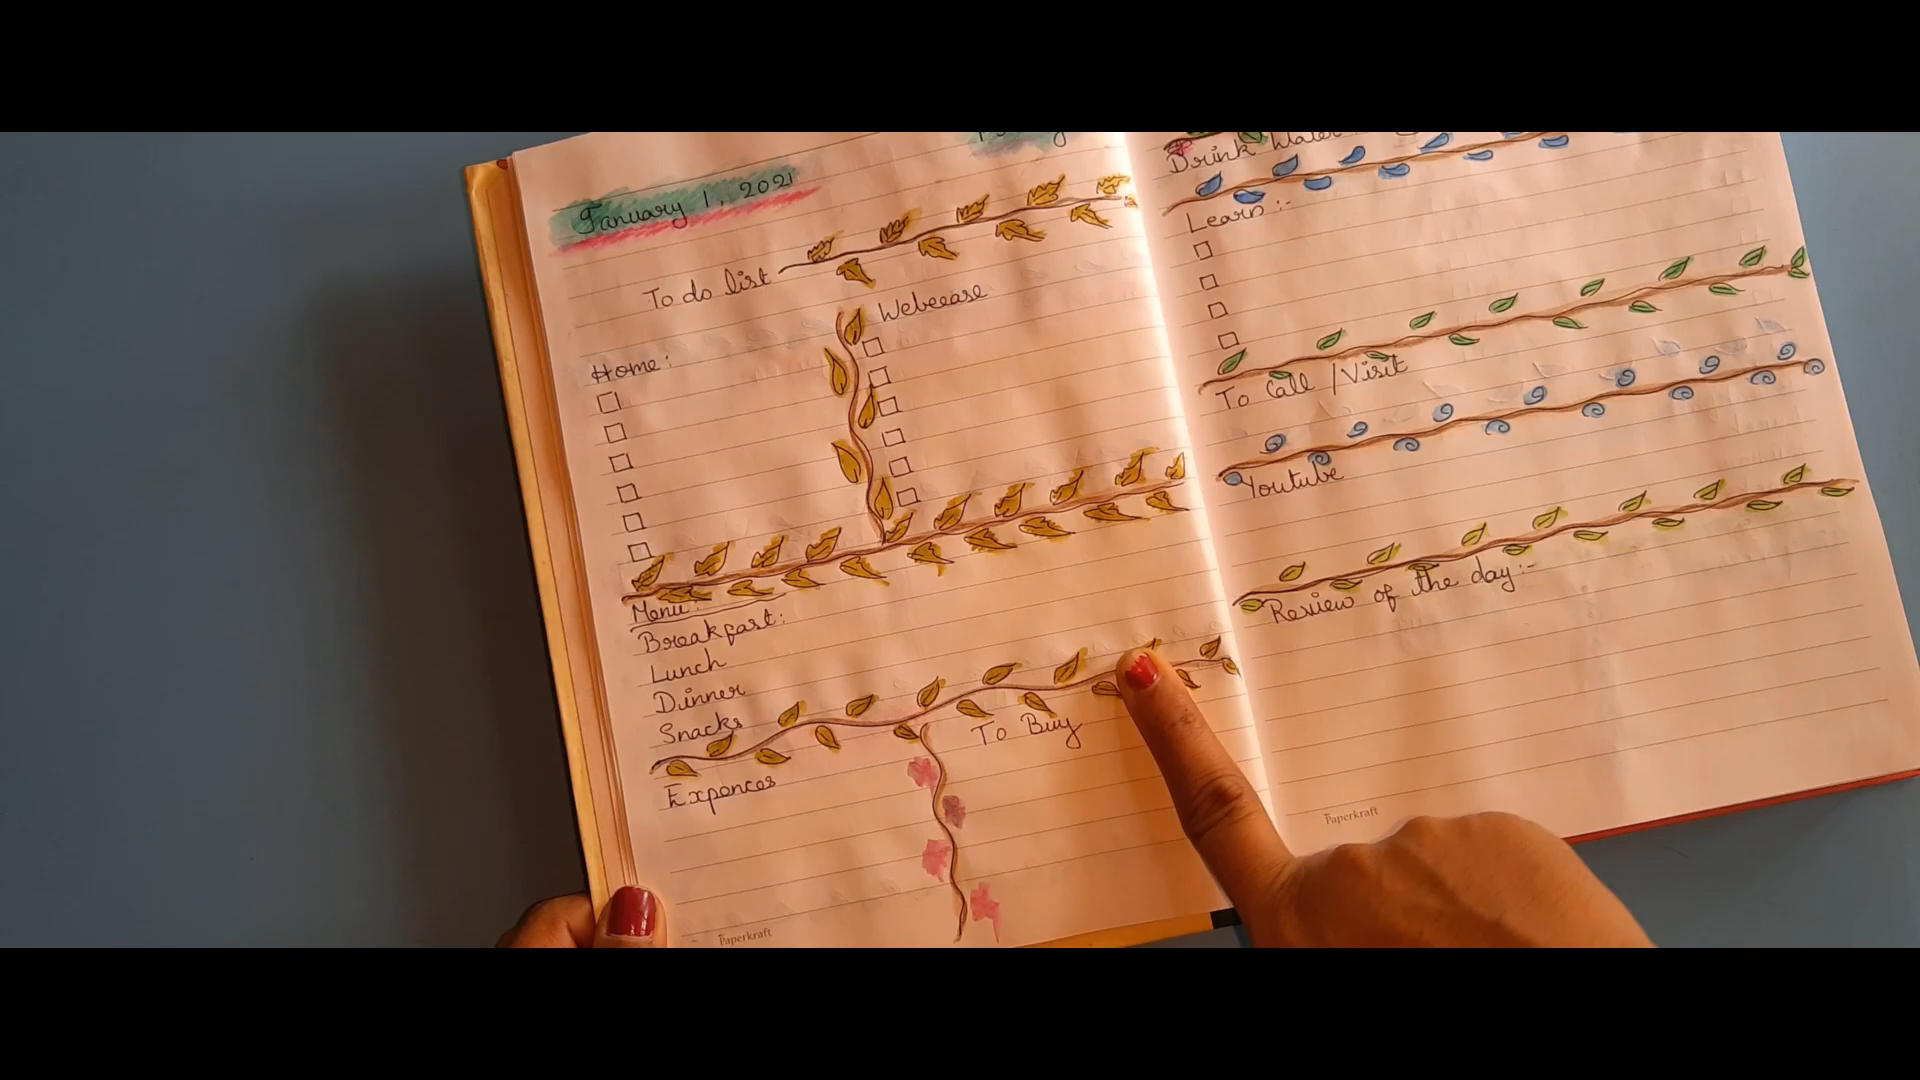 January 1, 2021
To do list
Webeease
Home:
Menu:
Breakfast:
Lunch
Dinner
Snacks
Expences
To Buy
Paperkraft
Drink Water
Learn :-
To Call / Visit
Youtube
Review of the day:-
Paperkraft